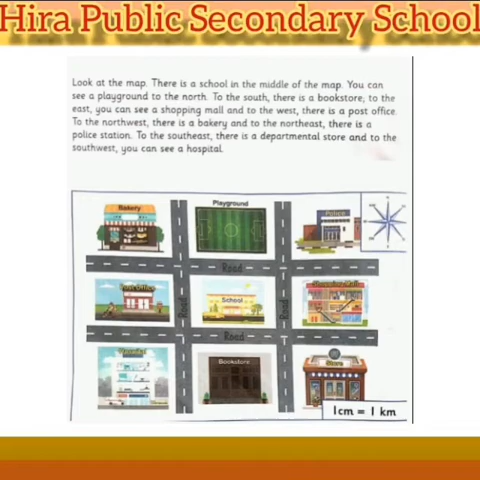 Hira Public Secondary School
Look at the map. There is a school in the middle of the map. You can
see a playground to the north. To the south, there is a bookstore, to the
east, you can see a shopping mall and to the west, there is a post office.
To the northwest, there is a bakery and to the northeast, there is a
police station. To the southeast, there is a departmental store and to the
southwest, you can see a hospital.
Bakery
Playground
Police
Road
Post Office
School
Shopping Mall
Road
Road
Road
Bookstore
Store
1cm = 1 km